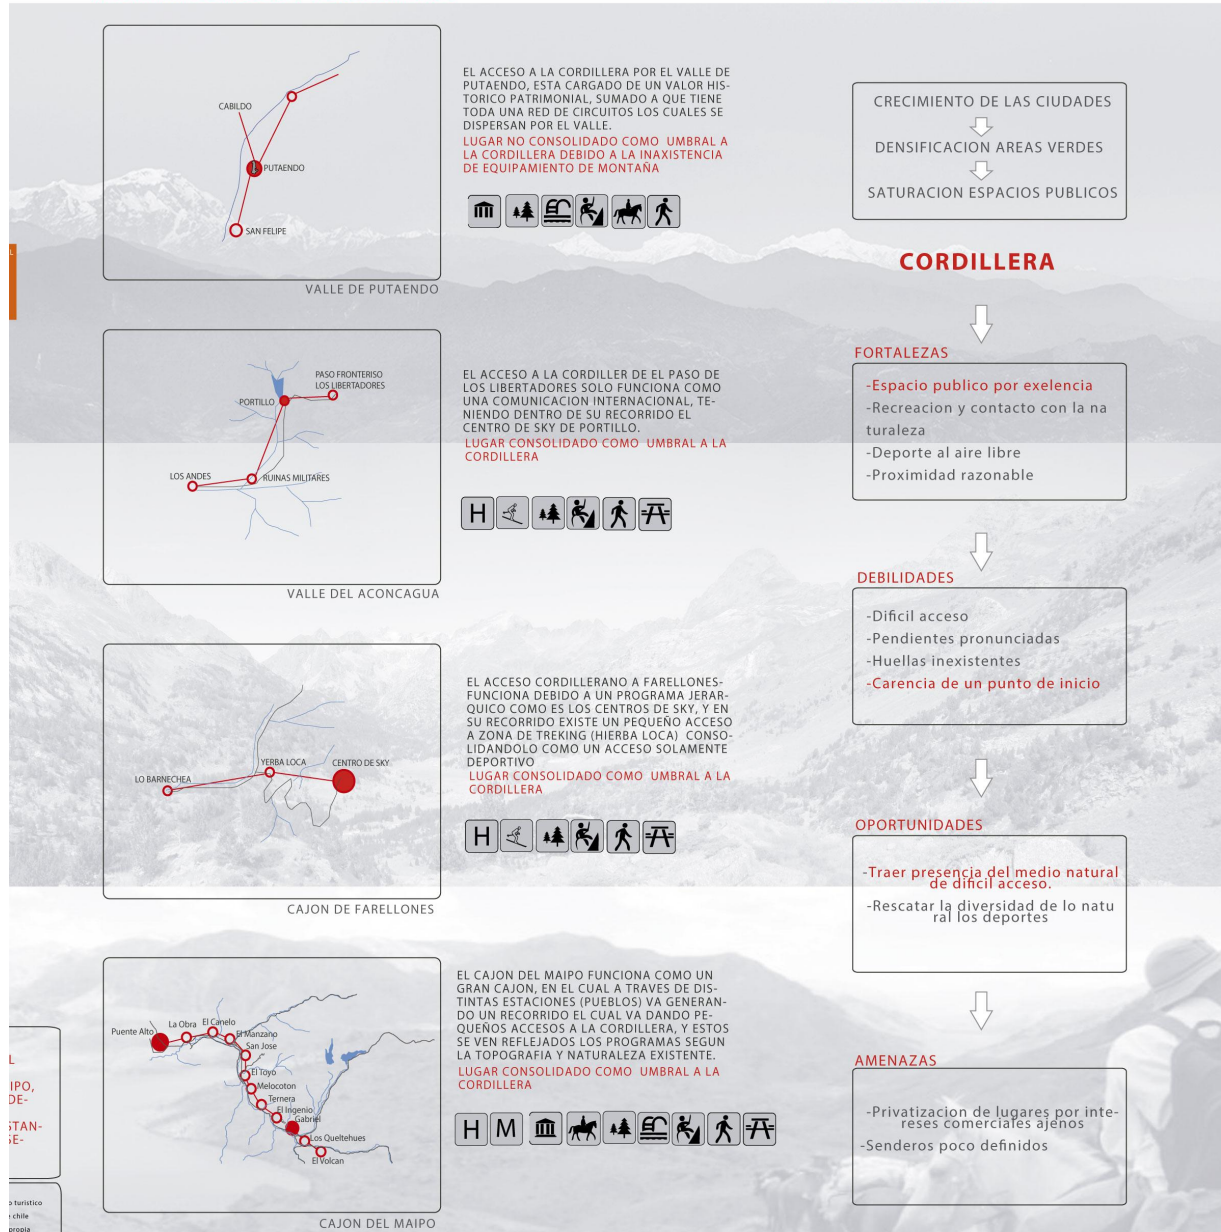 CABILDO
PUTAENDO
SAN FELIPE
VALLE DE PUTAENDO
EL ACCESO A LA CORDILLERA POR EL VALLE DE
PUTAENDO, ESTA CARGADO DE UN VALOR HIS-
TORICO PATRIMONIAL, SUMADO A QUE TIENE
TODA UNA RED DE CIRCUITOS LOS CUALES SE
DISPERSAN POR EL VALLE.
LUGAR NO CONSOLIDADO COMO UMBRAL A
LA CORDILLERA DEBIDO A LA INAXISTENCIA
DE EQUIPAMIENTO DE MONTAÑA
PASO FRONTERISO
LOS LIBERTADORES
PORTILLO
LOS ANDES
RUINAS MILITARES
VALLE DEL ACONCAGUA
EL ACCESO A LA CORDILLER DE EL PASO DE
LOS LIBERTADORES SOLO FUNCIONA COMO
UNA COMUNICACION INTERNACIONAL, TE-
NIENDO DENTRO DE SU RECORRIDO EL
CENTRO DE SKY DE PORTILLO.
LUGAR CONSOLIDADO COMO UMBRAL A LA
CORDILLERA
H
YERBA LOCA
CENTRO DE SKY
LO BARNECHEA
CAJON DE FARELLONES
EL ACCESO CORDILLERANO A FARELLONES-
FUNCIONA DEBIDO A UN PROGRAMA JERAR-
QUICO COMO ES LOS CENTROS DE SKY, Y EN
SU RECORRIDO EXISTE UN PEQUEÑO ACCESO
A ZONA DE TREKING (HIERBA LOCA) CONSO-
LIDANDOLO COMO UN ACCESO SOLAMENTE
DEPORTIVO
LUGAR CONSOLIDADO COMO UMBRAL A LA
CORDILLERA
H
Puente Alto
La Obra
El Canelo
El Manzano
San Jose
El Toyo
Melocoton
Ternera
El Ingenio
Gabriel
Los Queltehues
El Volcan
CAJON DEL MAIPO
EL CAJON DEL MAIPO FUNCIONA COMO UN
GRAN CAJON, EN EL CUAL A TRAVES DE DIS-
TINTAS ESTACIONES (PUEBLOS) VA GENERAN-
DO UN RECORRIDO EL CUAL VA DANDO PE-
QUEÑOS ACCESOS A LA CORDILLERA, Y ESTOS
SE VEN REFLEJADOS LOS PROGRAMAS SEGUN
LA TOPOGRAFIA Y NATURALEZA EXISTENTE.
LUGAR CONSOLIDADO COMO UMBRAL A LA
CORDILLERA
H M
CRECIMIENTO DE LAS CIUDADES
DENSIFICACION AREAS VERDES
SATURACION ESPACIOS PUBLICOS
CORDILLERA
FORTALEZAS
-Espacio publico por exelencia
-Recreacion y contacto con la na
turaleza
-Deporte al aire libre
-Proximidad razonable
DEBILIDADES
-Dificil acceso
-Pendientes pronunciadas
-Huellas inexistentes
-Carencia de un punto de inicio
OPORTUNIDADES
-Traer presencia del medio natural
de dificil acceso.
-Rescatar la diversidad de lo natu
ral los deportes
AMENAZAS
-Privatizacion de lugares por inte-
reses comerciales ajenos
-Senderos poco definidos
L
IPO,
DE-
STAN-
SE-
o turistico
chile
propia